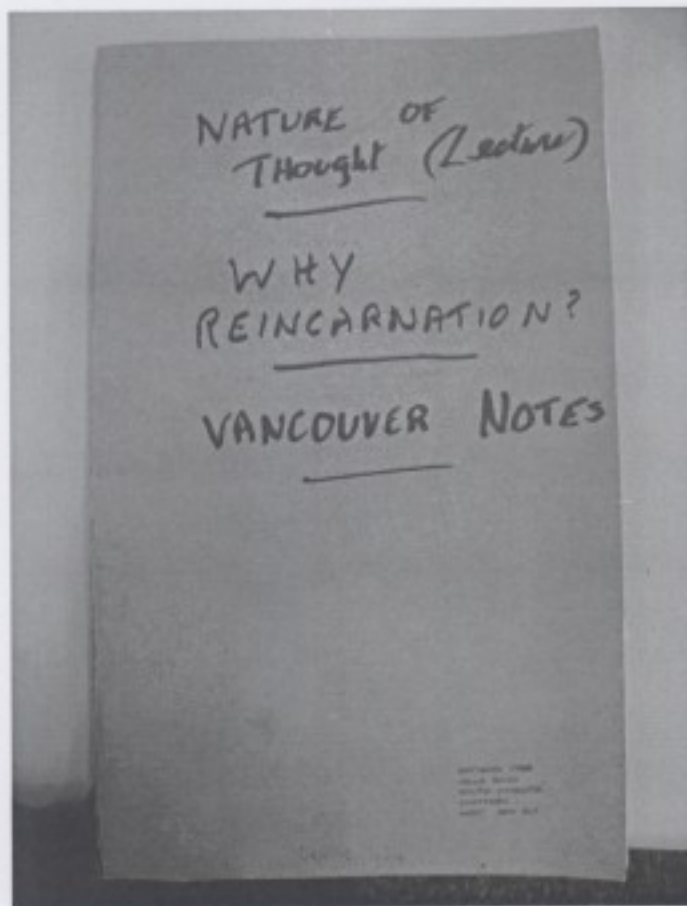 NATURE OF
THOUGHT (Lecture)
WHY
REINCARNATION?
VANCOUVER NOTES